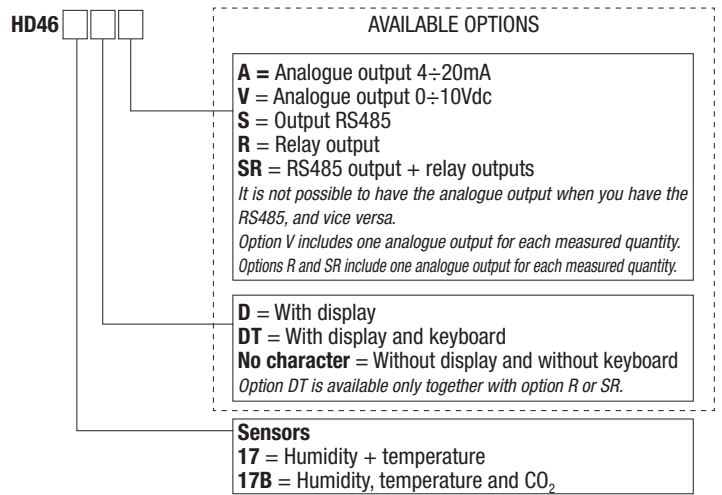 HD46
AVAILABLE OPTIONS
A = Analogue output 4÷20mA
V = Analogue output 0÷10Vdc
S = Output RS485
R = Relay output
SR = RS485 output + relay outputs
It is not possible to have the analogue output when you have the
RS485, and vice versa.
Option V includes one analogue output for each measured quantity.
Options R and SR include one analogue output for each measured quantity.
D = With display
DT = With display and keyboard
No character = Without display and without keyboard
Option DT is available only together with option R or SR.
Sensors
17 = Humidity + temperature
17B = Humidity, temperature and CO₂